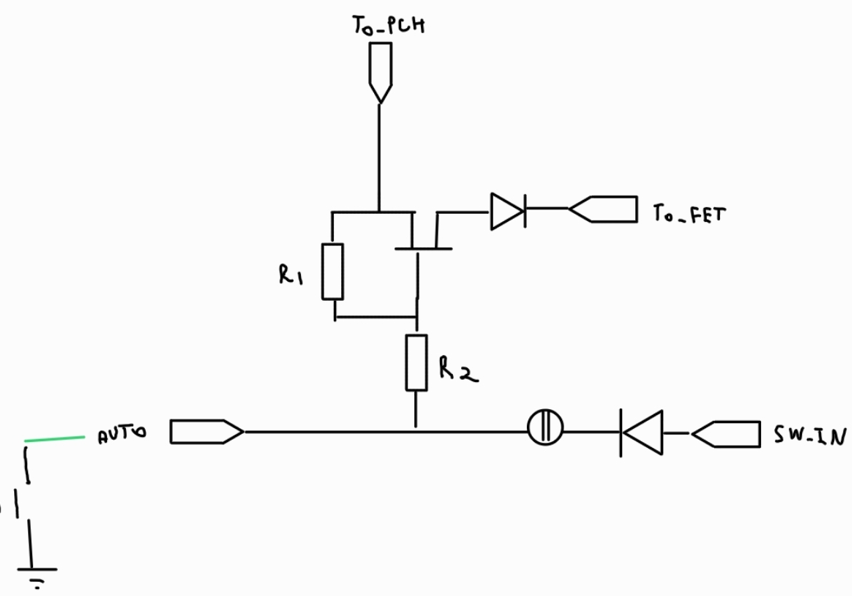 To_PCH
To_FET
R1
R2
AUTO
SW_IN